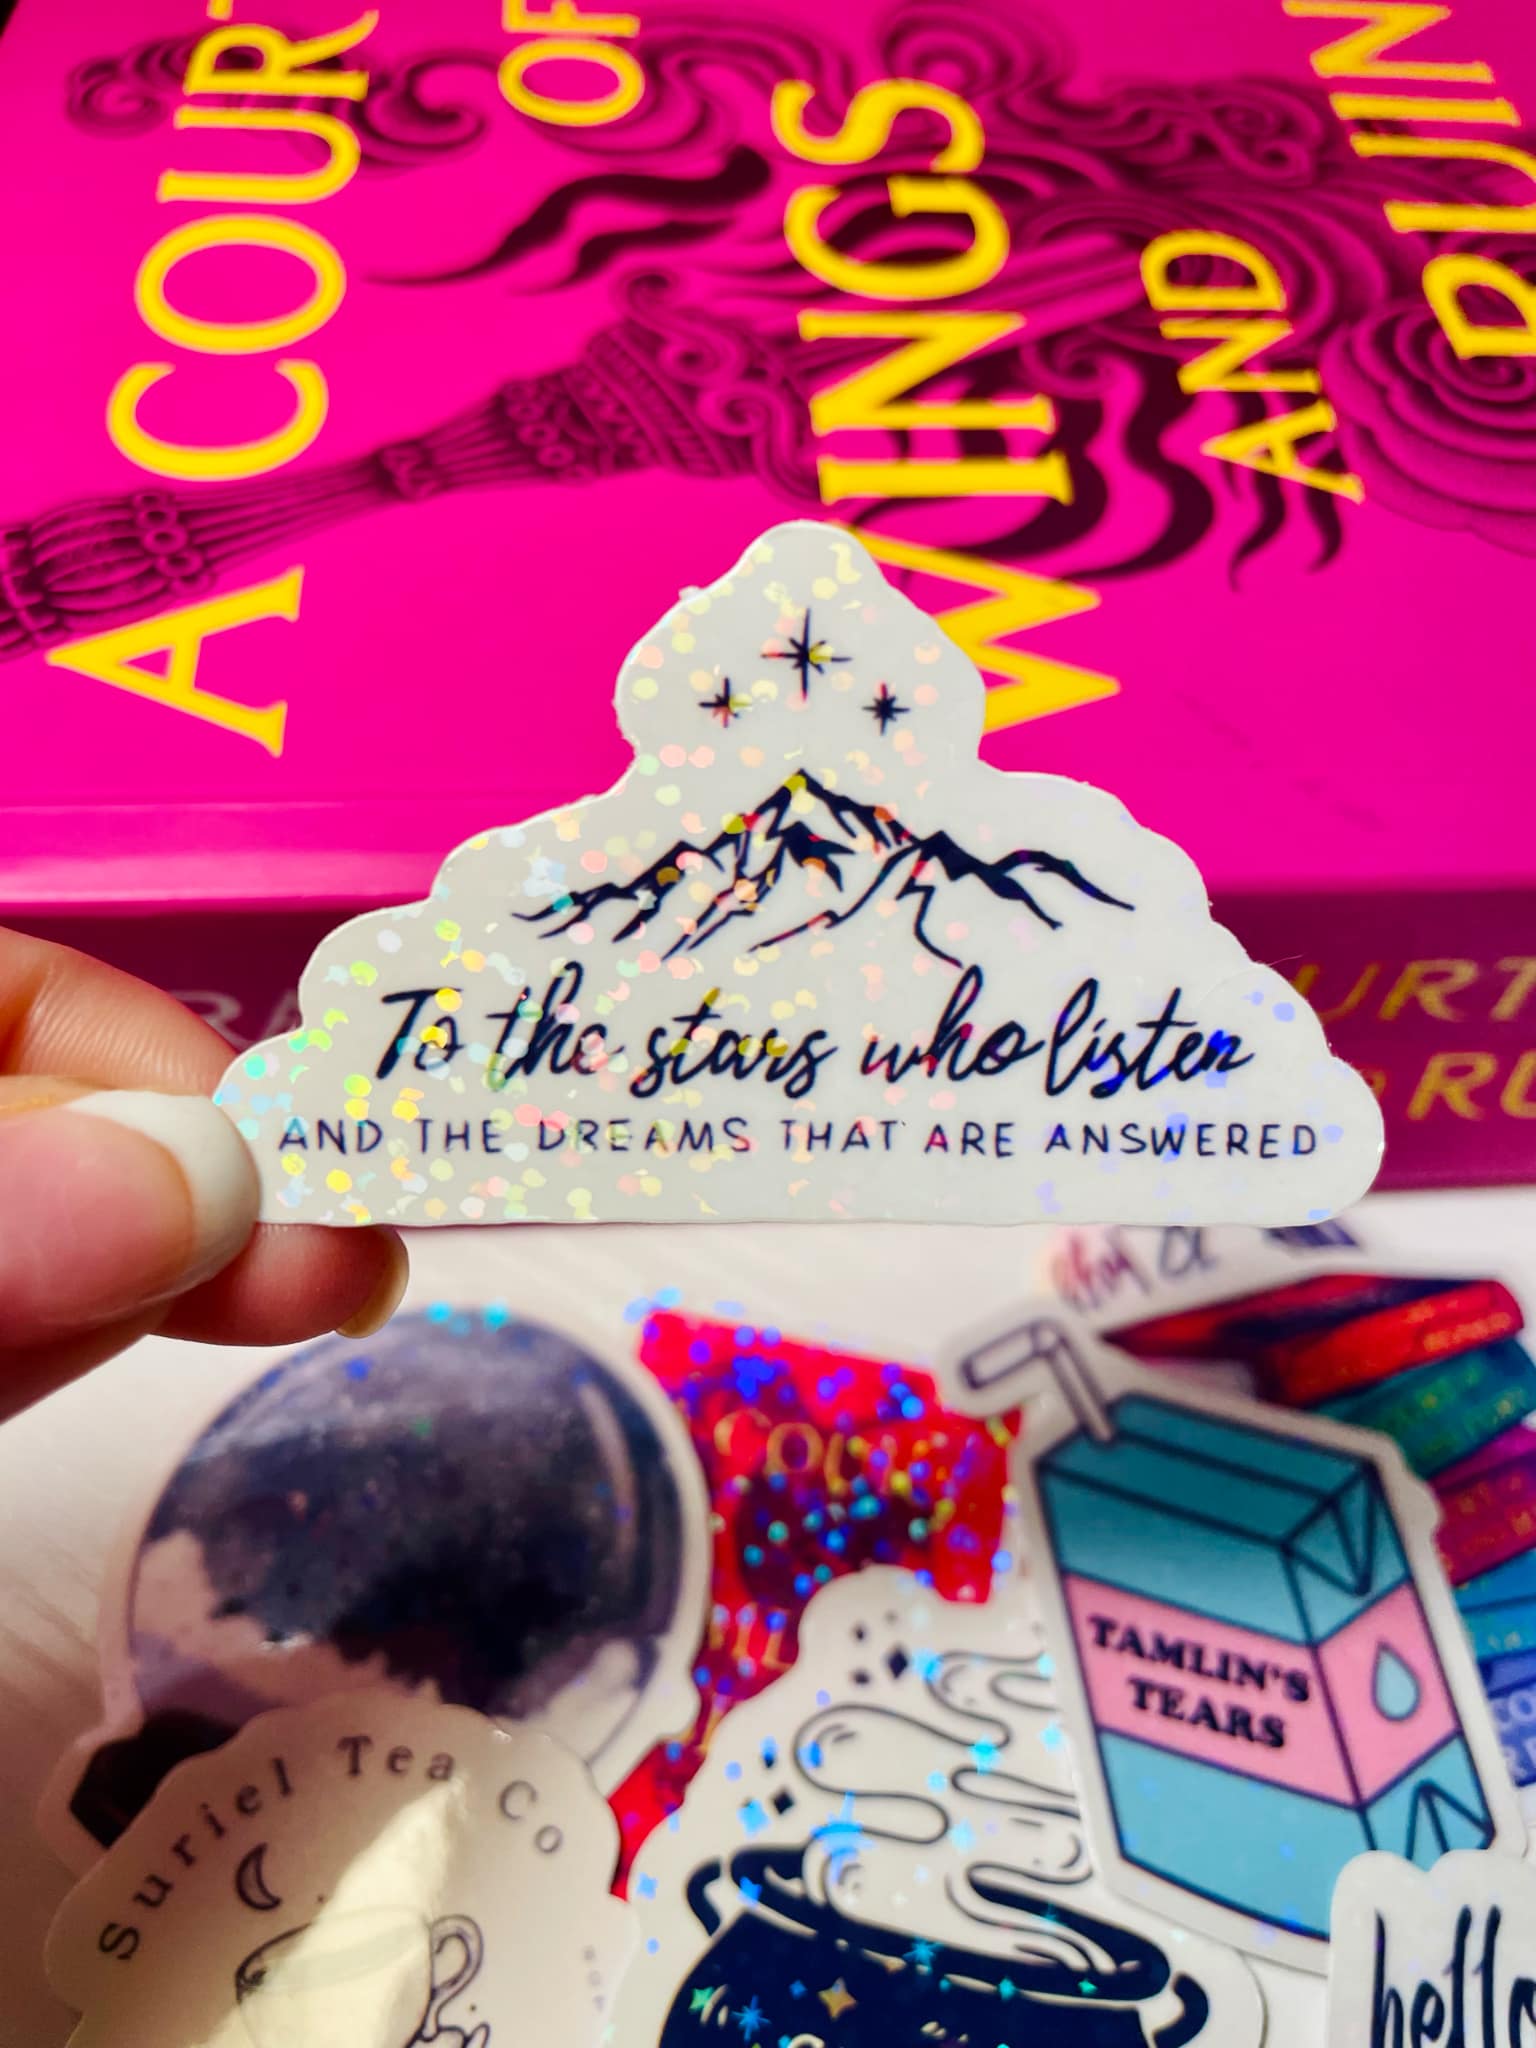 A COURT
OF
WINGS
AND
RUIN
To the stars who listen
AND THE DREAMS THAT ARE ANSWERED
TAMLIN'S
TEARS
Suriel Tea Co
hello